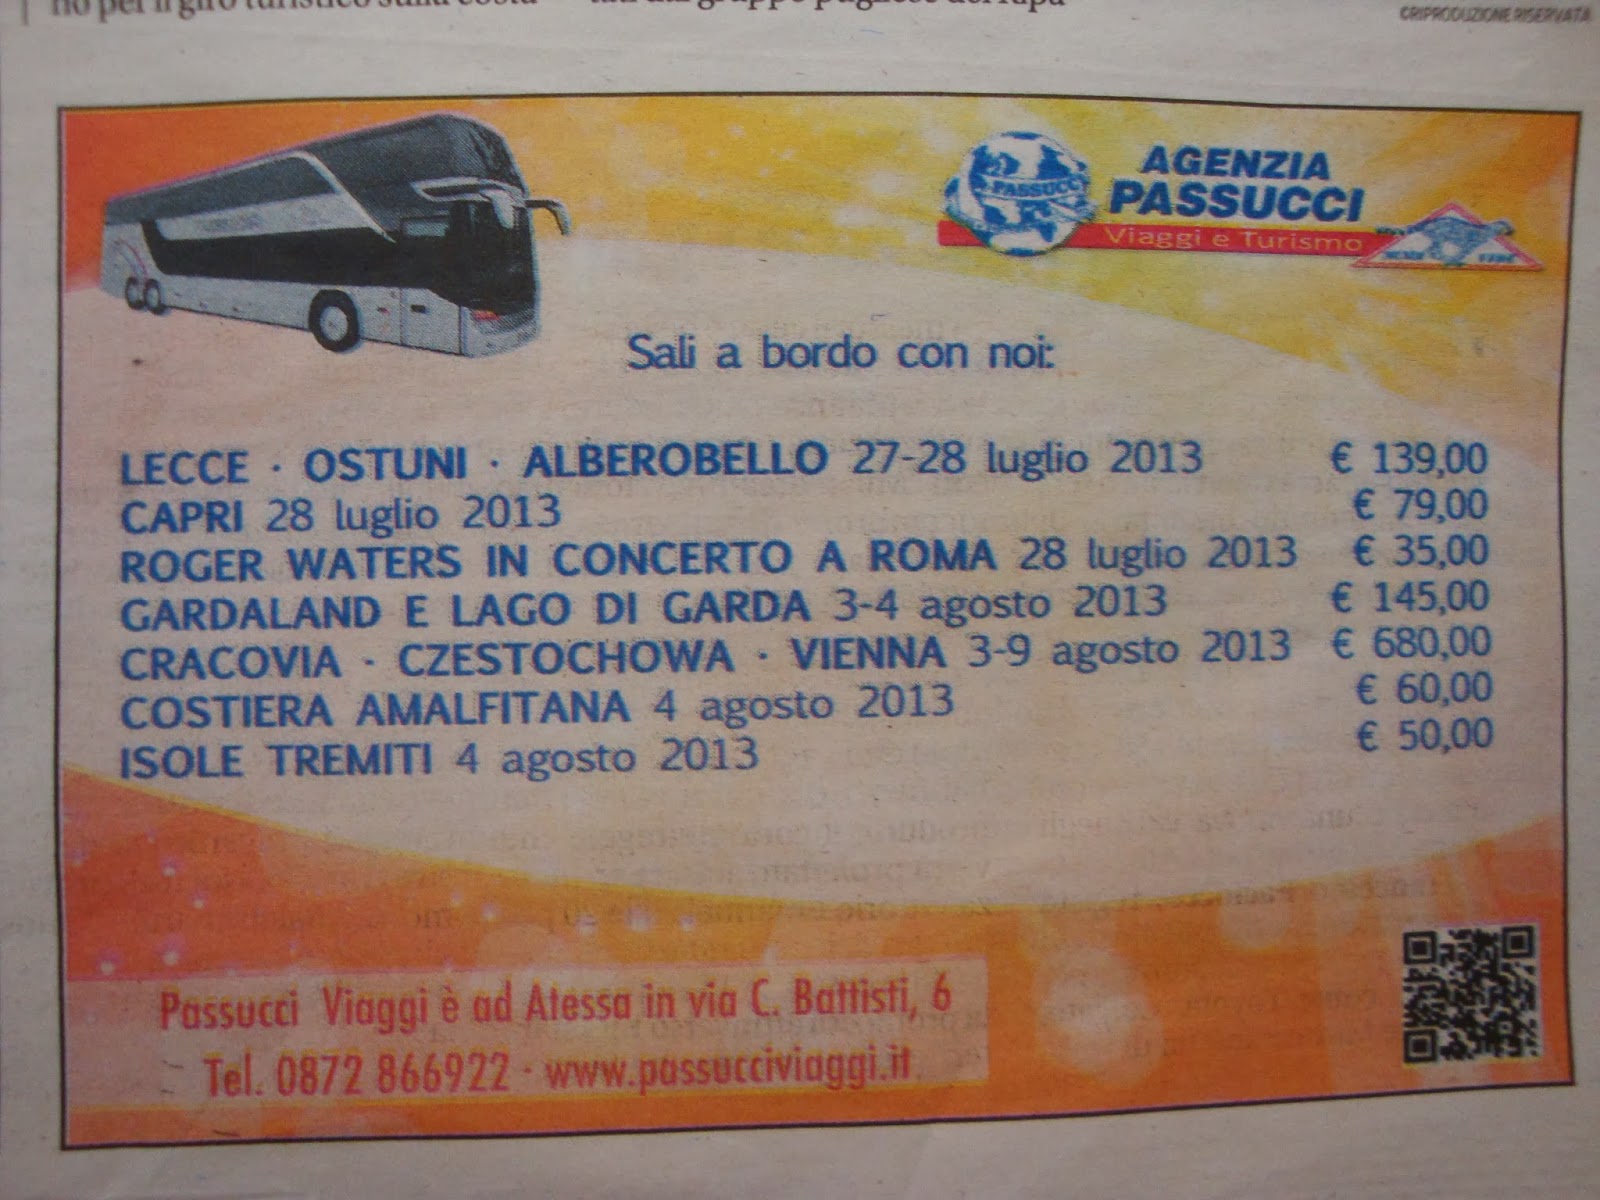 ©RIPRODUZIONE RISERVATA
PASSUCCI
AGENZIA
PASSUCCI
Viaggi e Turismo
Sali a bordo con noi:
LECCE · OSTUNI · ALBEROBELLO 27-28 luglio 2013 € 139,00
CAPRI 28 luglio 2013 € 79,00
ROGER WATERS IN CONCERTO A ROMA 28 luglio 2013 € 35,00
GARDALAND E LAGO DI GARDA 3-4 agosto 2013 € 145,00
CRACOVIA · CZESTOCHOWA · VIENNA 3-9 agosto 2013 € 680,00
COSTIERA AMALFITANA 4 agosto 2013 € 60,00
ISOLE TREMITI 4 agosto 2013 € 50,00
Passucci Viaggi è ad Atessa in via C. Battisti, 6
Tel. 0872 866922 · www.passucciviaggi.it